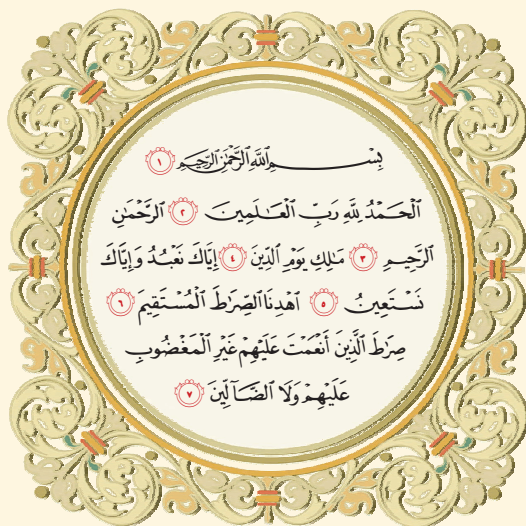 بِسْمِ ٱللَّهِ ٱلرَّحْمَٰنِ ٱلرَّحِيمِ ١
ٱلْحَمْدُ لِلَّهِ رَبِّ ٱلْعَٰلَمِينَ ٢ ٱلرَّحْمَٰنِ
ٱلرَّحِيمِ ٣ مَٰلِكِ يَوْمِ ٱلدِّينِ ٤ إِيَّاكَ نَعْبُدُ وَإِيَّاكَ
نَسْتَعِينُ ٥ ٱهْدِنَا ٱلصِّرَٰطَ ٱلْمُسْتَقِيمَ ٦
صِرَٰطَ ٱلَّذِينَ أَنْعَمْتَ عَلَيْهِمْ غَيْرِ ٱلْمَغْضُوبِ
عَلَيْهِمْ وَلَا ٱلضَّآلِّينَ ٧